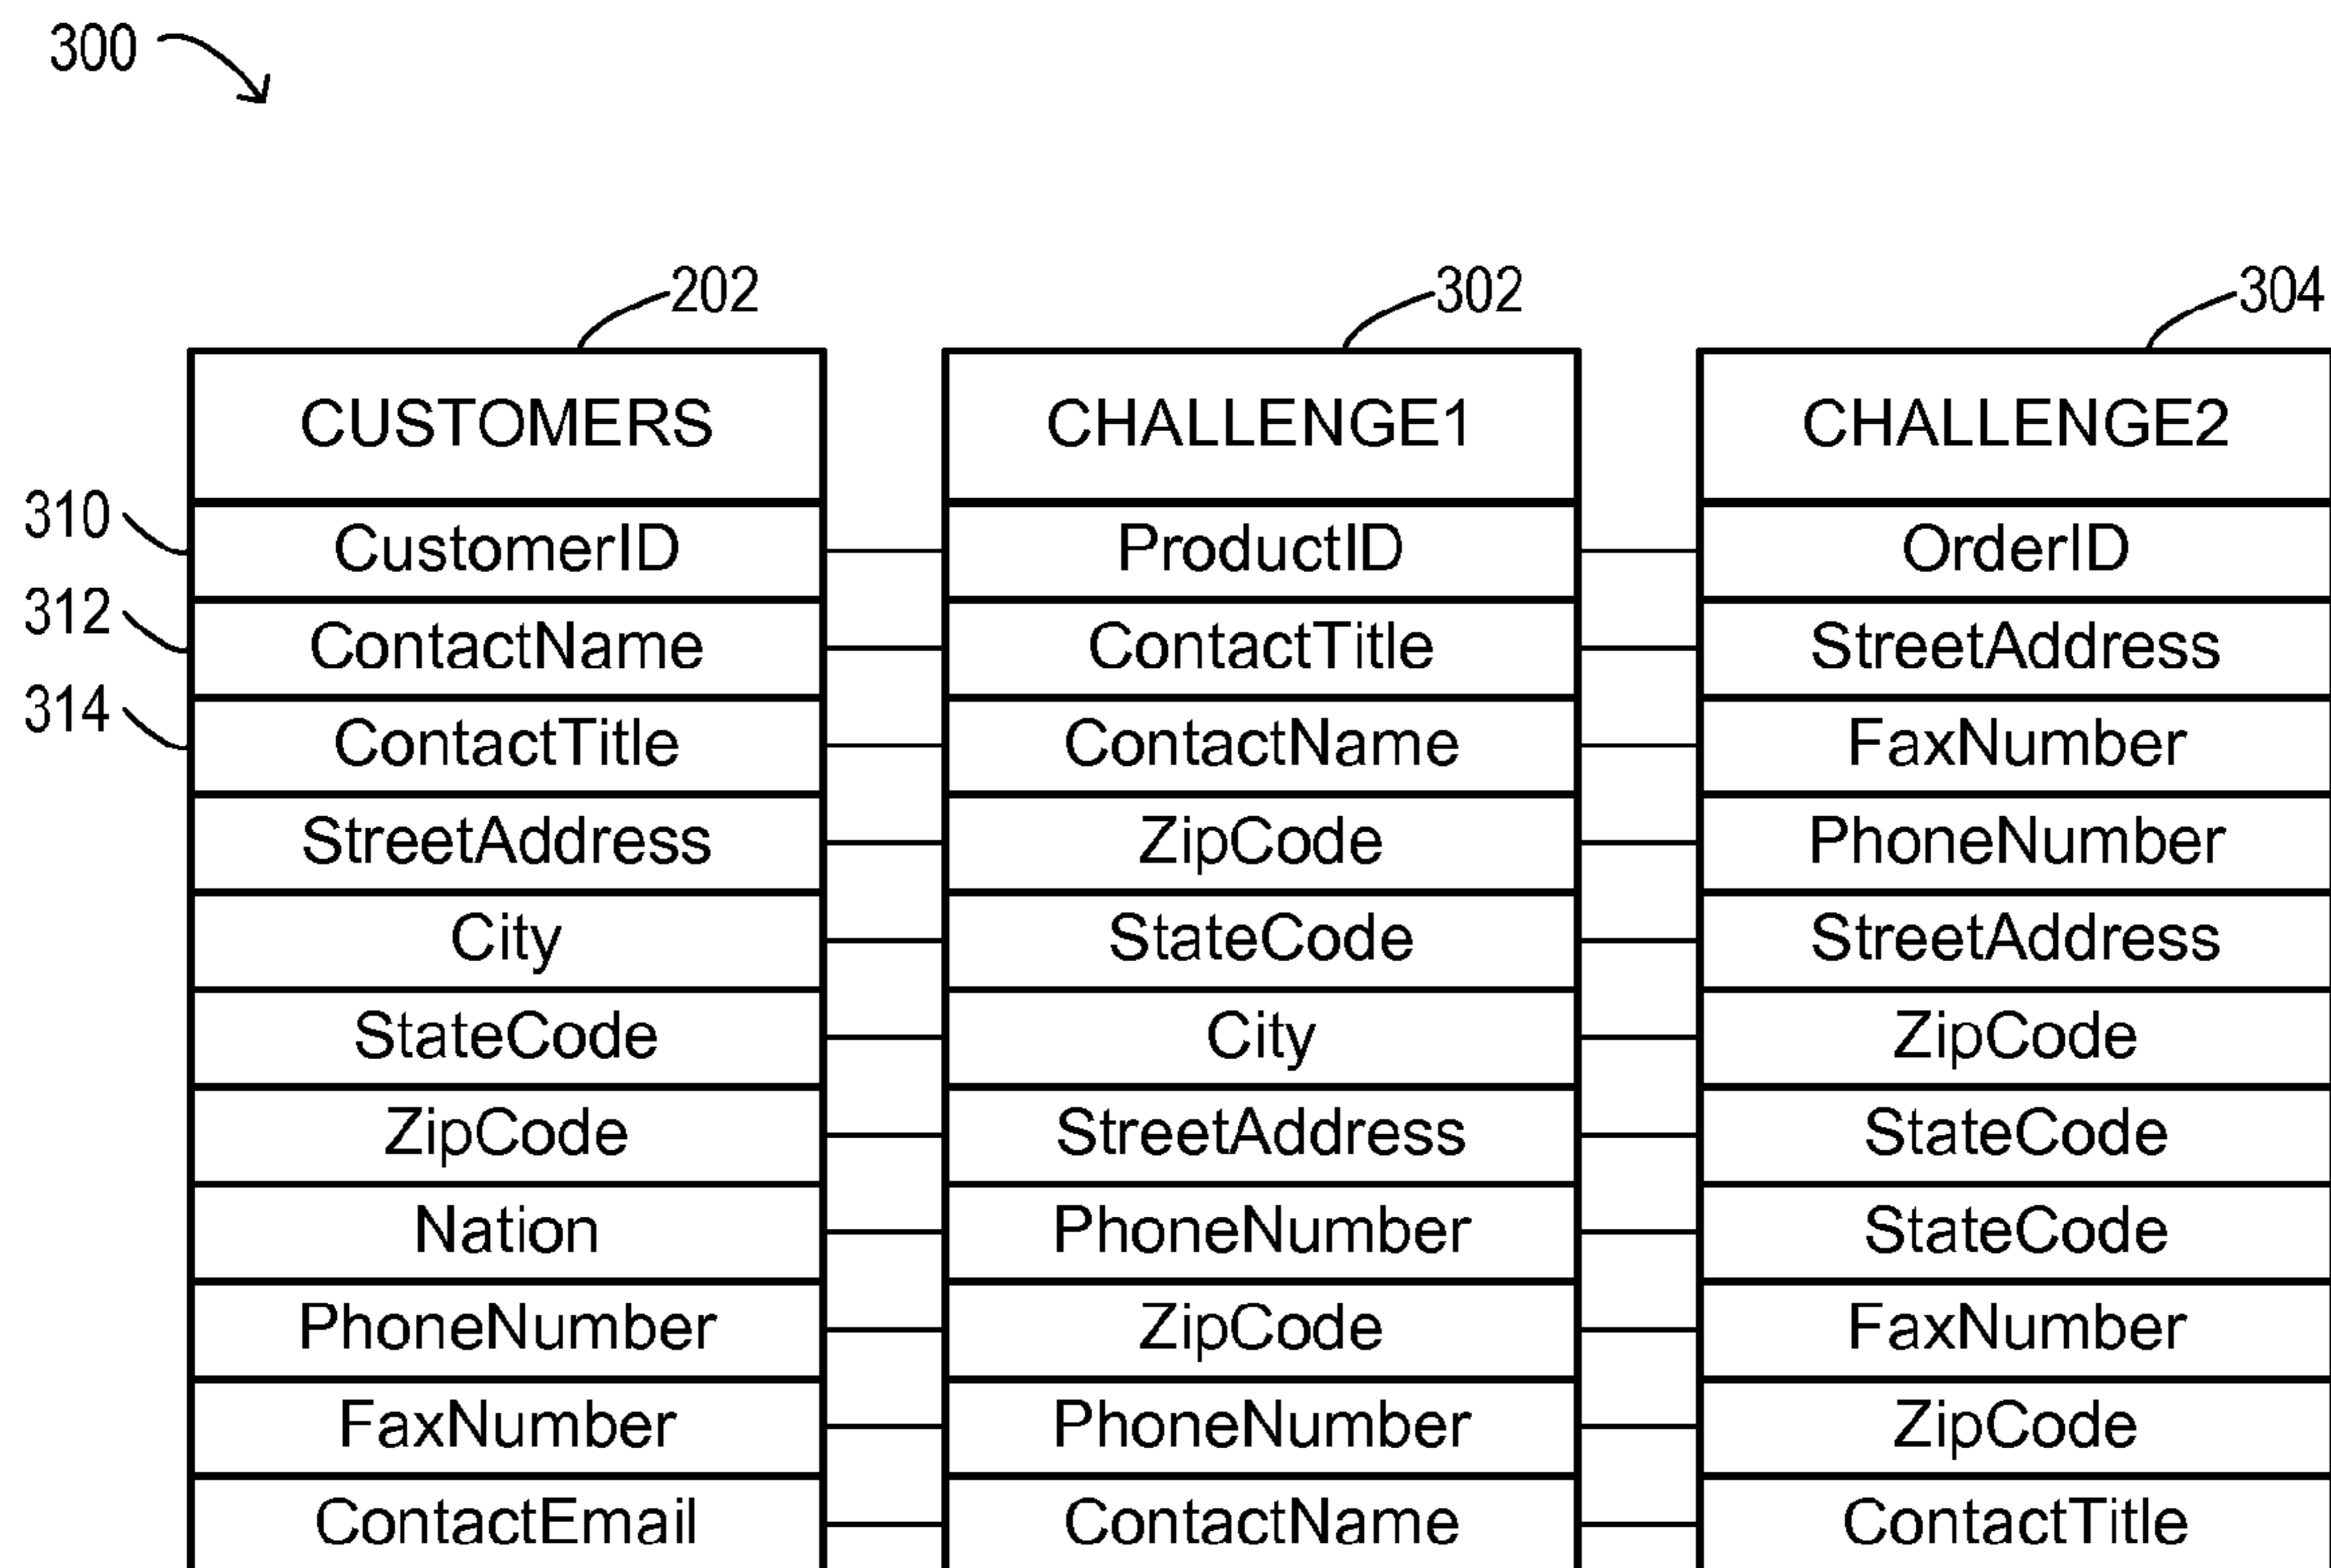 300
202 302 304
CUSTOMERS CHALLENGE1 CHALLENGE2
310 CustomerID ProductID OrderID
312 ContactName ContactTitle StreetAddress
314 ContactTitle ContactName FaxNumber
StreetAddress ZipCode PhoneNumber
City StateCode StreetAddress
StateCode City ZipCode
ZipCode StreetAddress StateCode
Nation PhoneNumber StateCode
PhoneNumber ZipCode FaxNumber
FaxNumber PhoneNumber ZipCode
ContactEmail ContactName ContactTitle